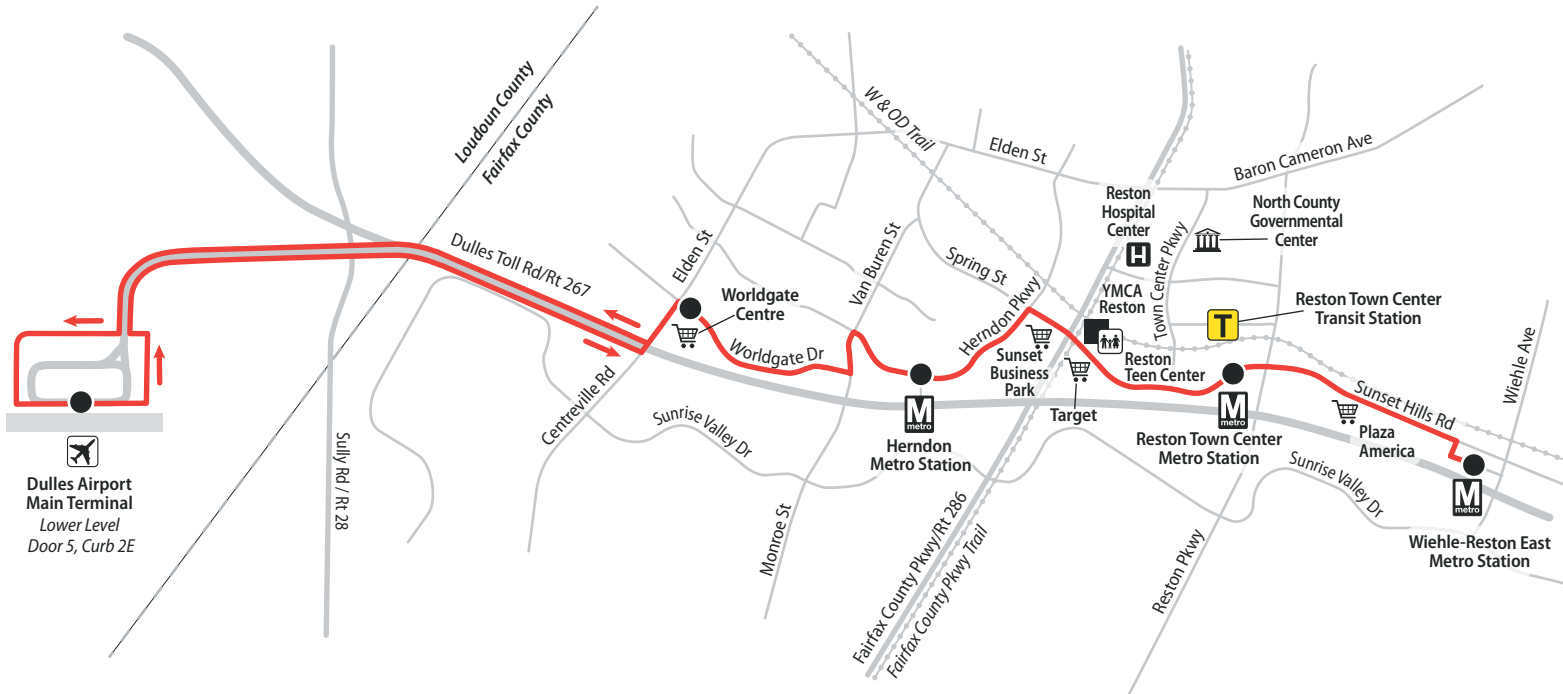 Loudoun County
Fairfax County
W & OD Trail
Elden St
Baron Cameron Ave
Reston
Hospital
Center
H
North County
Governmental
Center
Town Center Pkwy
Dulles Toll Rd/Rt 267
Elden St
Van Buren St
Spring St
Herndon Pkwy
YMCA
Reston
T
Reston Town Center
Transit Station
Worldgate
Centre
Worldgate Dr
Sunset
Business
Park
Reston
Teen Center
Target
Wiehle Ave
Sunset Hills Rd
Plaza
America
Centreville Rd
Sunrise Valley Dr
M
metro
Herndon
Metro Station
M
metro
Reston Town Center
Metro Station
Sunrise Valley Dr
M
metro
Wiehle-Reston East
Metro Station
Dulles Airport
Main Terminal
Lower Level
Door 5, Curb 2E
Sully Rd / Rt 28
Monroe St
Fairfax County Pkwy/Rt 286
Fairfax County Pkwy Trail
Reston Pkwy